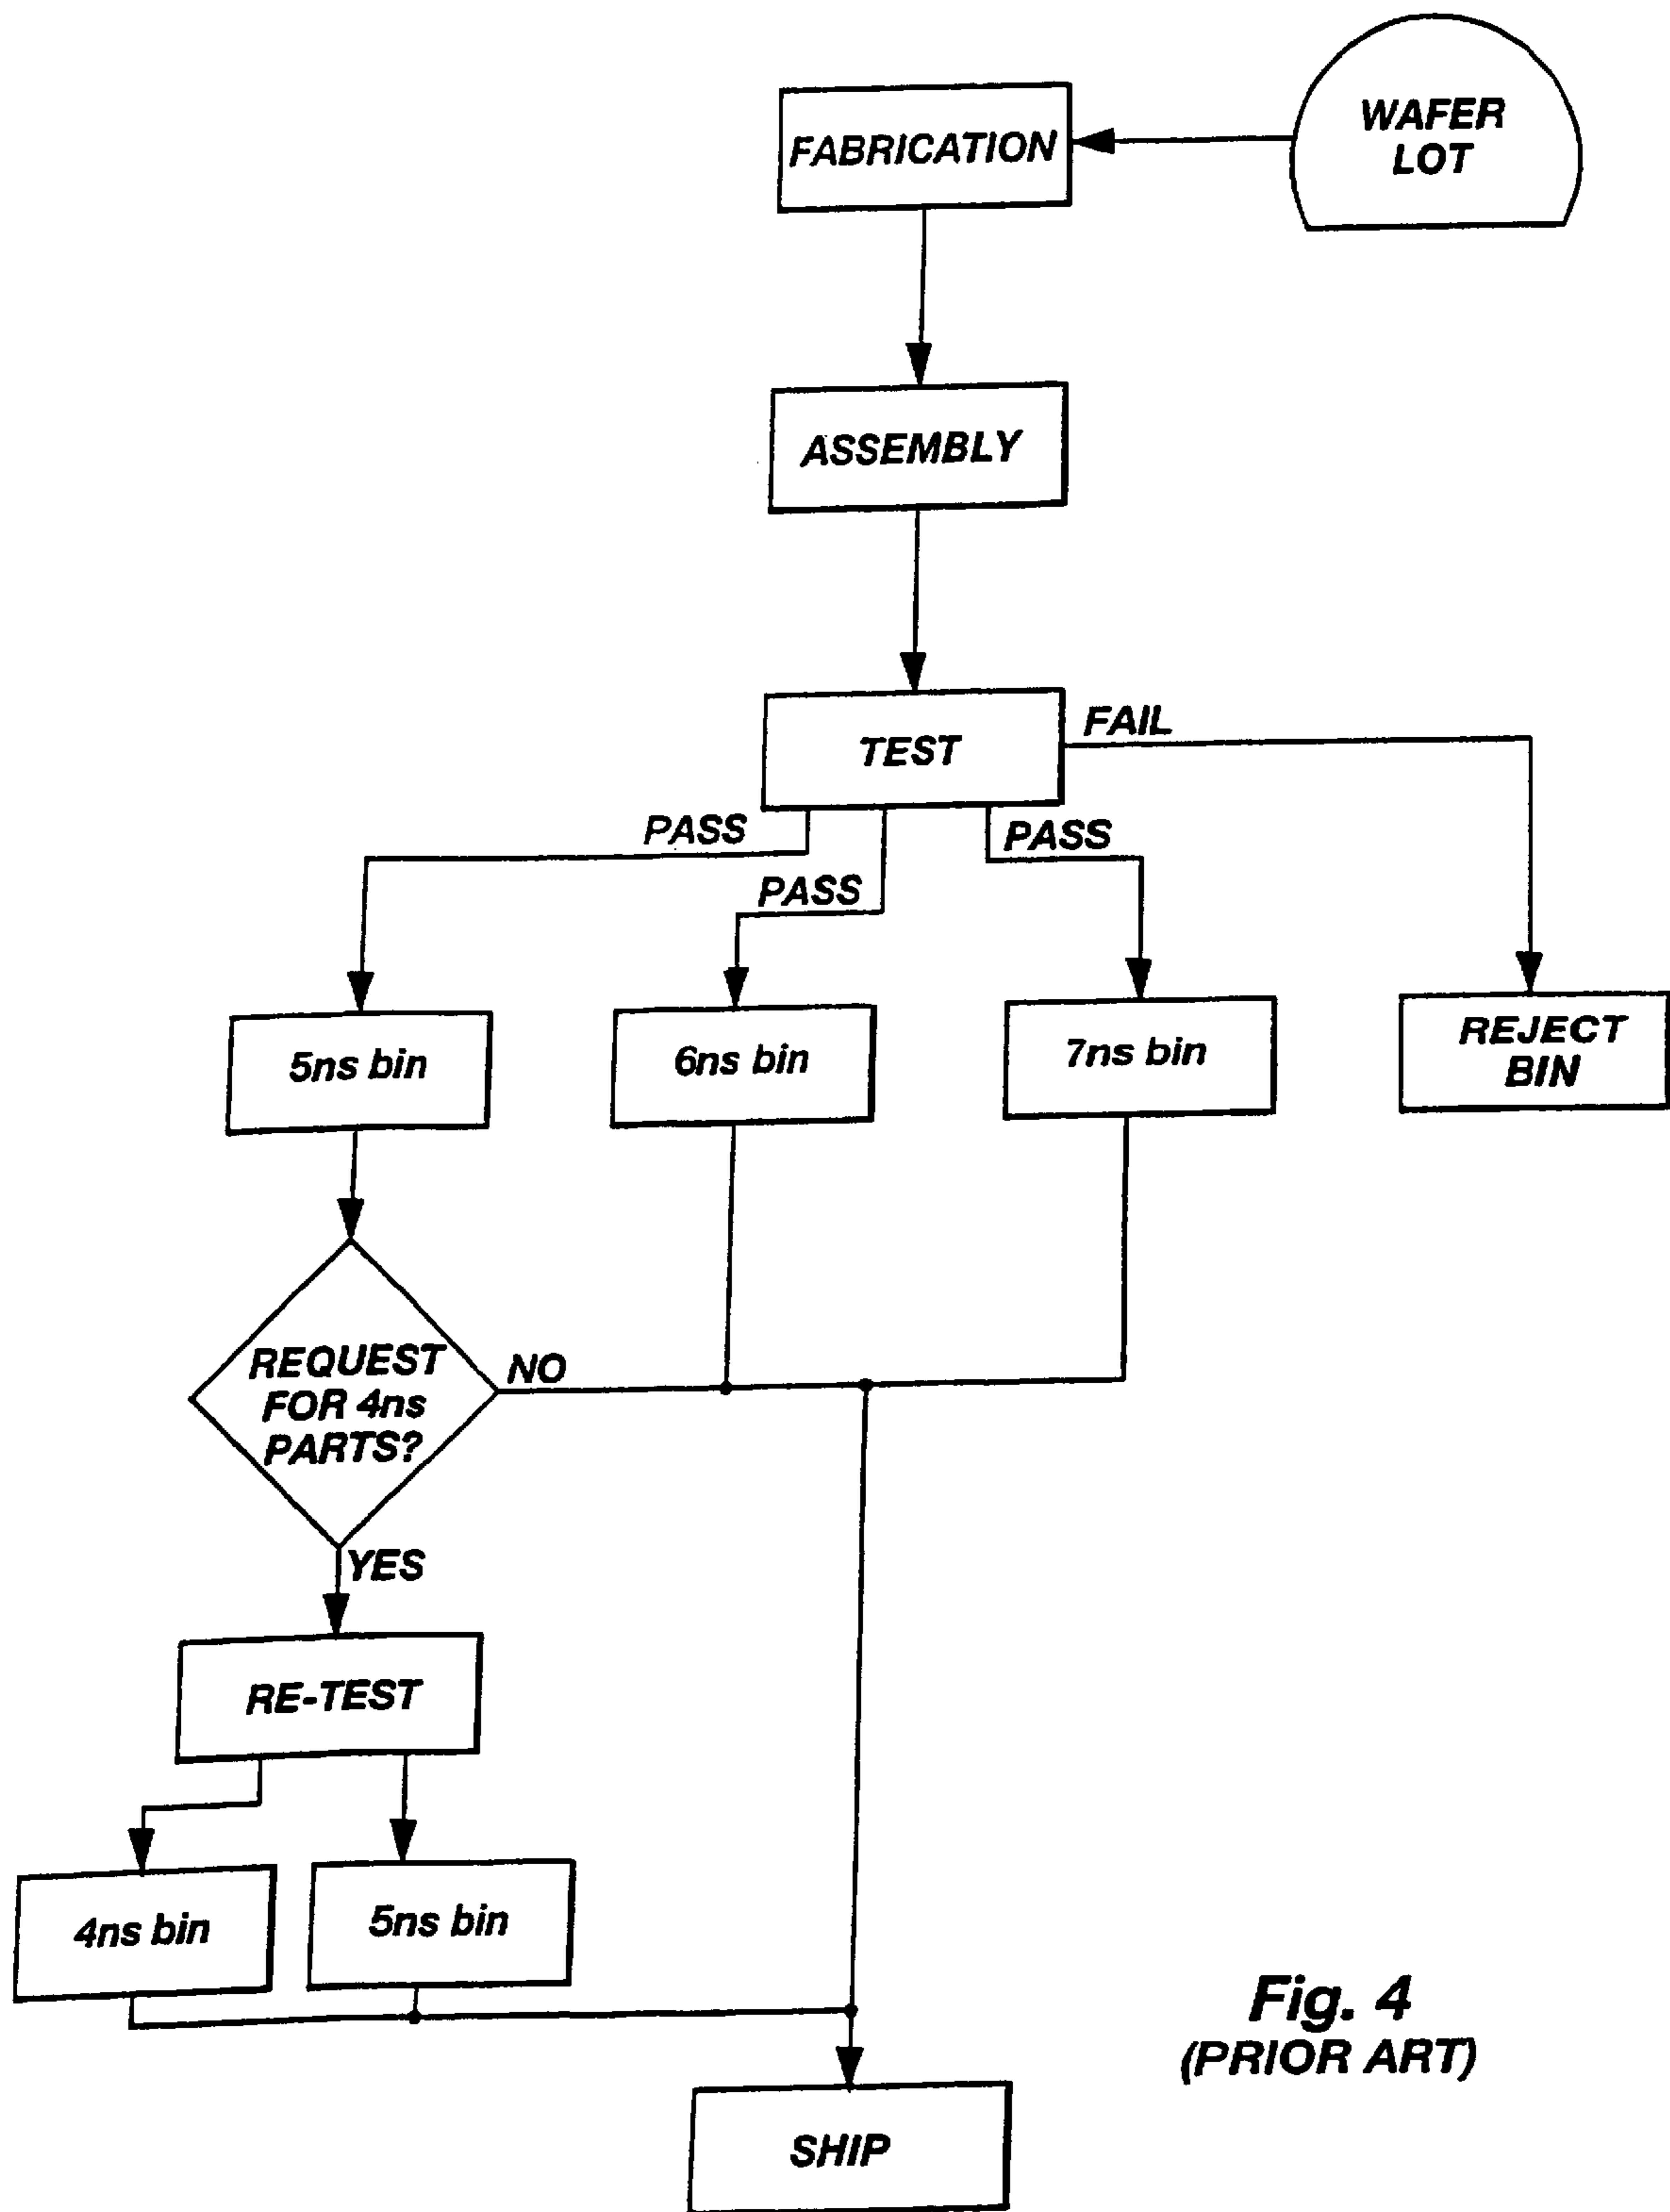 WAFER
LOT
FABRICATION
ASSEMBLY
TEST
FAIL
PASS
PASS
PASS
5ns bin
6ns bin
7ns bin
REJECT
BIN
REQUEST
FOR 4ns
PARTS?
NO
YES
RE-TEST
4ns bin
5ns bin
SHIP
Fig. 4
(PRIOR ART)